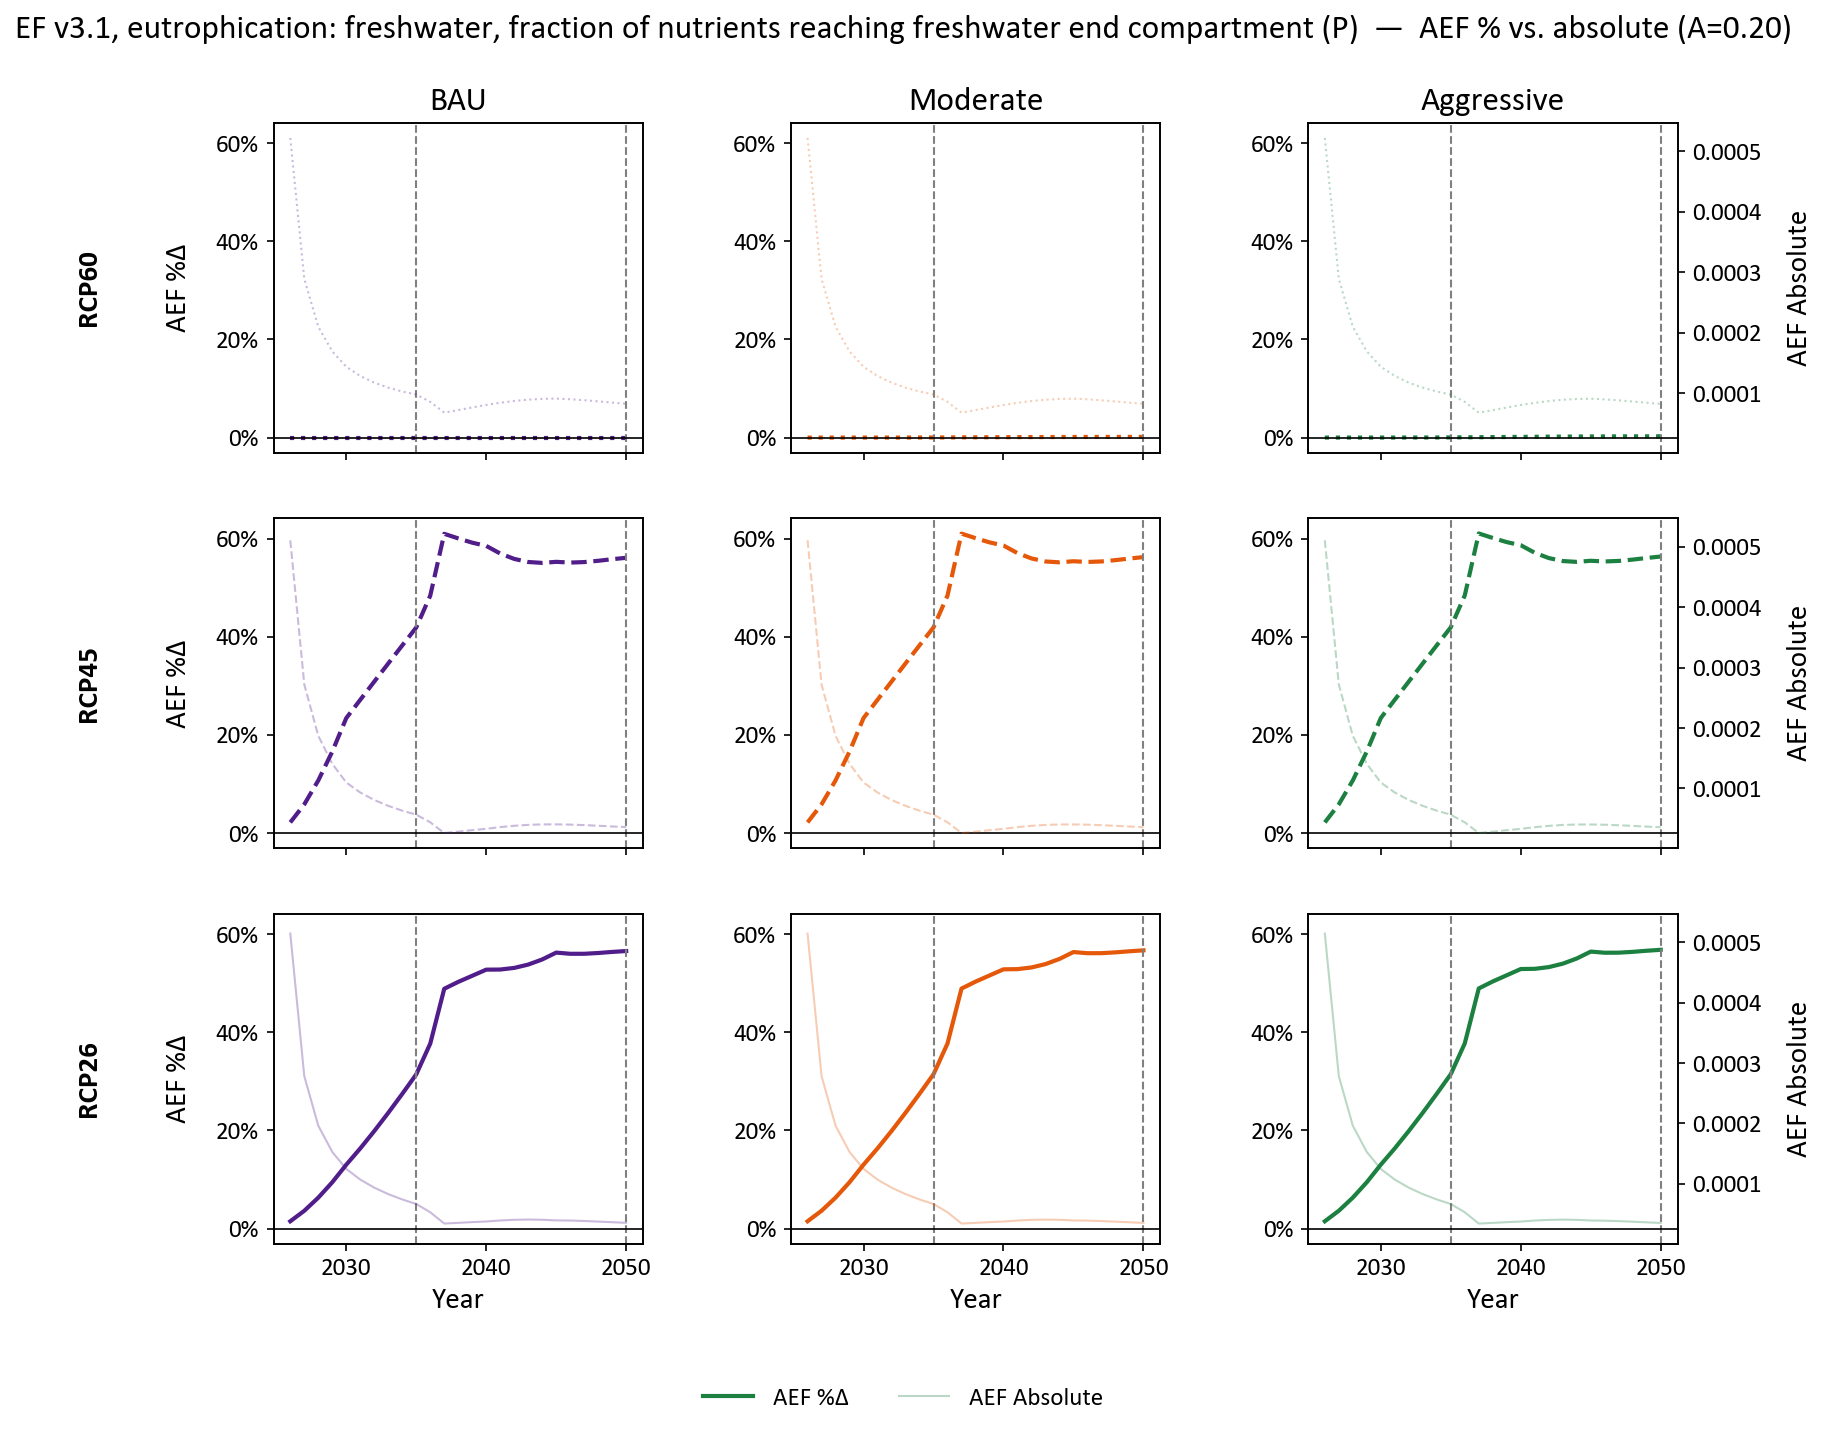 EF v3.1, eutrophication: freshwater, fraction of nutrients reaching freshwater end compartment (P) — AEF % vs. absolute (A=0.20)
BAU
Moderate
Aggressive
RCP60
AEF %Δ
60%
40%
20%
0%
60%
40%
20%
0%
60%
40%
20%
0%
0.0005
0.0004
0.0003
0.0002
0.0001
AEF Absolute
RCP45
AEF %Δ
60%
40%
20%
0%
60%
40%
20%
0%
60%
40%
20%
0%
0.0005
0.0004
0.0003
0.0002
0.0001
AEF Absolute
RCP26
AEF %Δ
60%
40%
20%
0%
60%
40%
20%
0%
60%
40%
20%
0%
0.0005
0.0004
0.0003
0.0002
0.0001
AEF Absolute
2030 2040 2050
Year
2030 2040 2050
Year
2030 2040 2050
Year
AEF %Δ
AEF Absolute